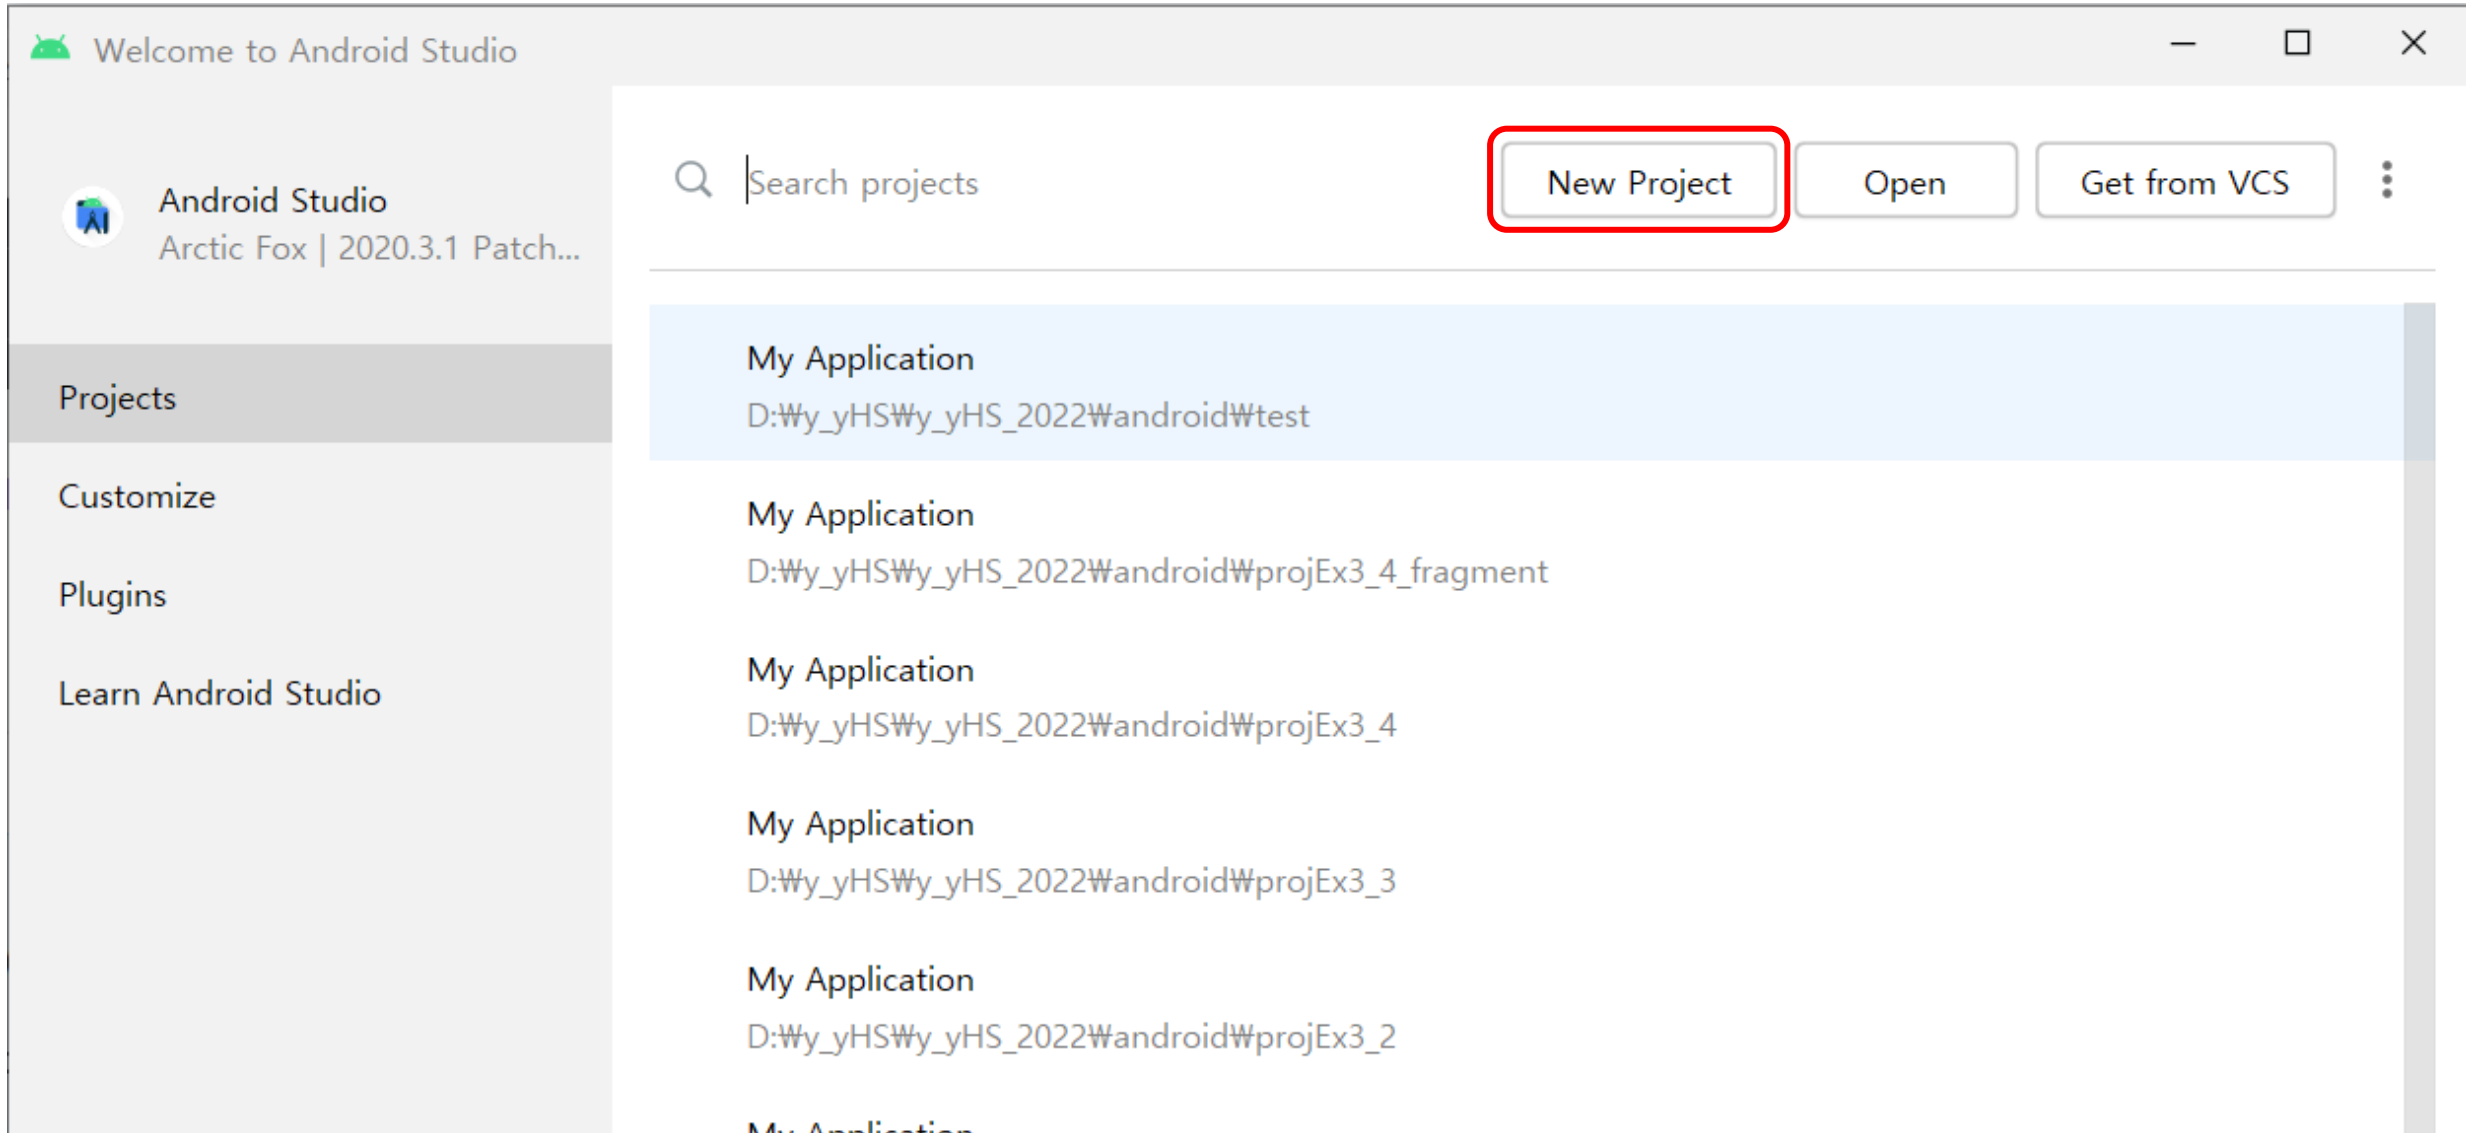 Welcome to Android Studio
Android Studio
Arctic Fox | 2020.3.1 Patch...
Projects
Customize
Plugins
Learn Android Studio
Search projects
New Project
Open
Get from VCS
My Application
D:₩y_yHS₩y_yHS_2022₩android₩test
My Application
D:₩y_yHS₩y_yHS_2022₩android₩projEx3_4_fragment
My Application
D:₩y_yHS₩y_yHS_2022₩android₩projEx3_4
My Application
D:₩y_yHS₩y_yHS_2022₩android₩projEx3_3
My Application
D:₩y_yHS₩y_yHS_2022₩android₩projEx3_2
My Application